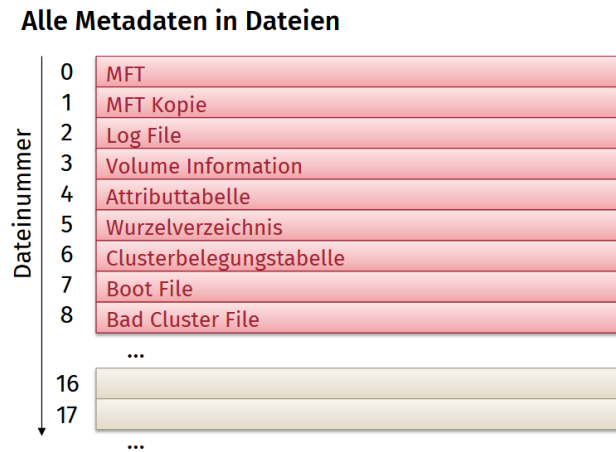 Alle Metadaten in Dateien
Dateinummer
0 MFT
1 MFT Kopie
2 Log File
3 Volume Information
4 Attributtabelle
5 Wurzelverzeichnis
6 Clusterbelegungstabelle
7 Boot File
8 Bad Cluster File
...
16
17
...